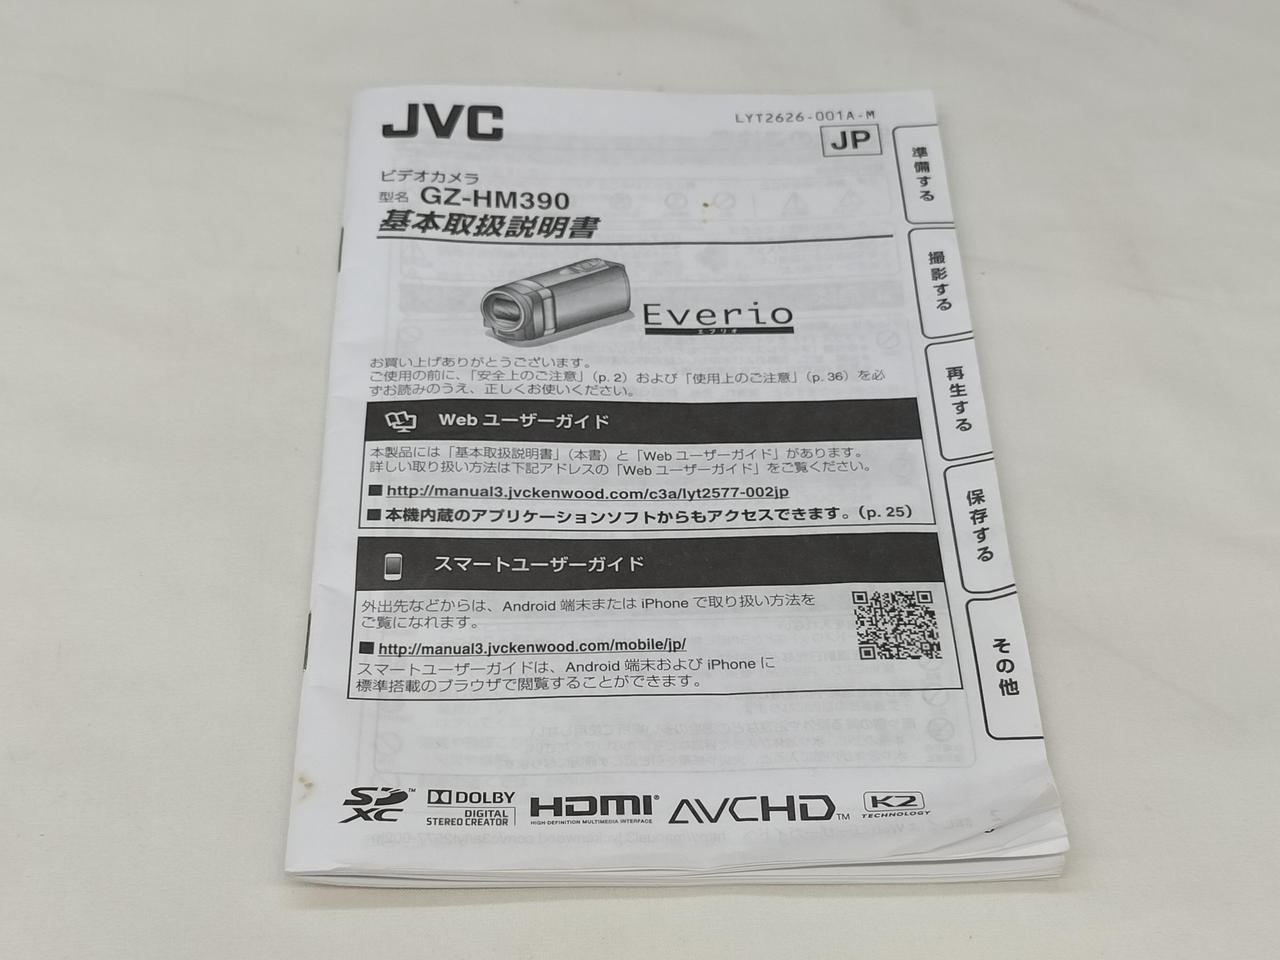 JVC
LYT2626-001A-M
JP
ビデオカメラ
型名 GZ-HM390
基本取扱説明書
Everio
エブリオ
お買い上げありがとうございます。
ご使用の前に、「安全上のご注意」（p. 2）および「使用上のご注意」（p. 36）を必
ずお読みのうえ、正しくお使いください。
Web ユーザーガイド
本製品には「基本取扱説明書」（本書）と「Web ユーザーガイド」があります。
詳しい取り扱い方法は下記アドレスの「Web ユーザーガイド」をご覧ください。
■ http://manual3.jvckenwood.com/c3a/lyt2577-002jp
■ 本機内蔵のアプリケーションソフトからもアクセスできます。（p. 25）
スマートユーザーガイド
外出先などからは、Android 端末または iPhone で取り扱い方法を
ご覧になれます。
■ http://manual3.jvckenwood.com/mobile/jp/
スマートユーザーガイドは、Android 端末および iPhone に
標準搭載のブラウザで閲覧することができます。
準備する
撮影する
再生する
保存する
その他
SD XC ™
DOLBY
DIGITAL
STEREO CREATOR
HDMI®
HIGH-DEFINITION MULTIMEDIA INTERFACE
AVCHD™
K2
TECHNOLOGY